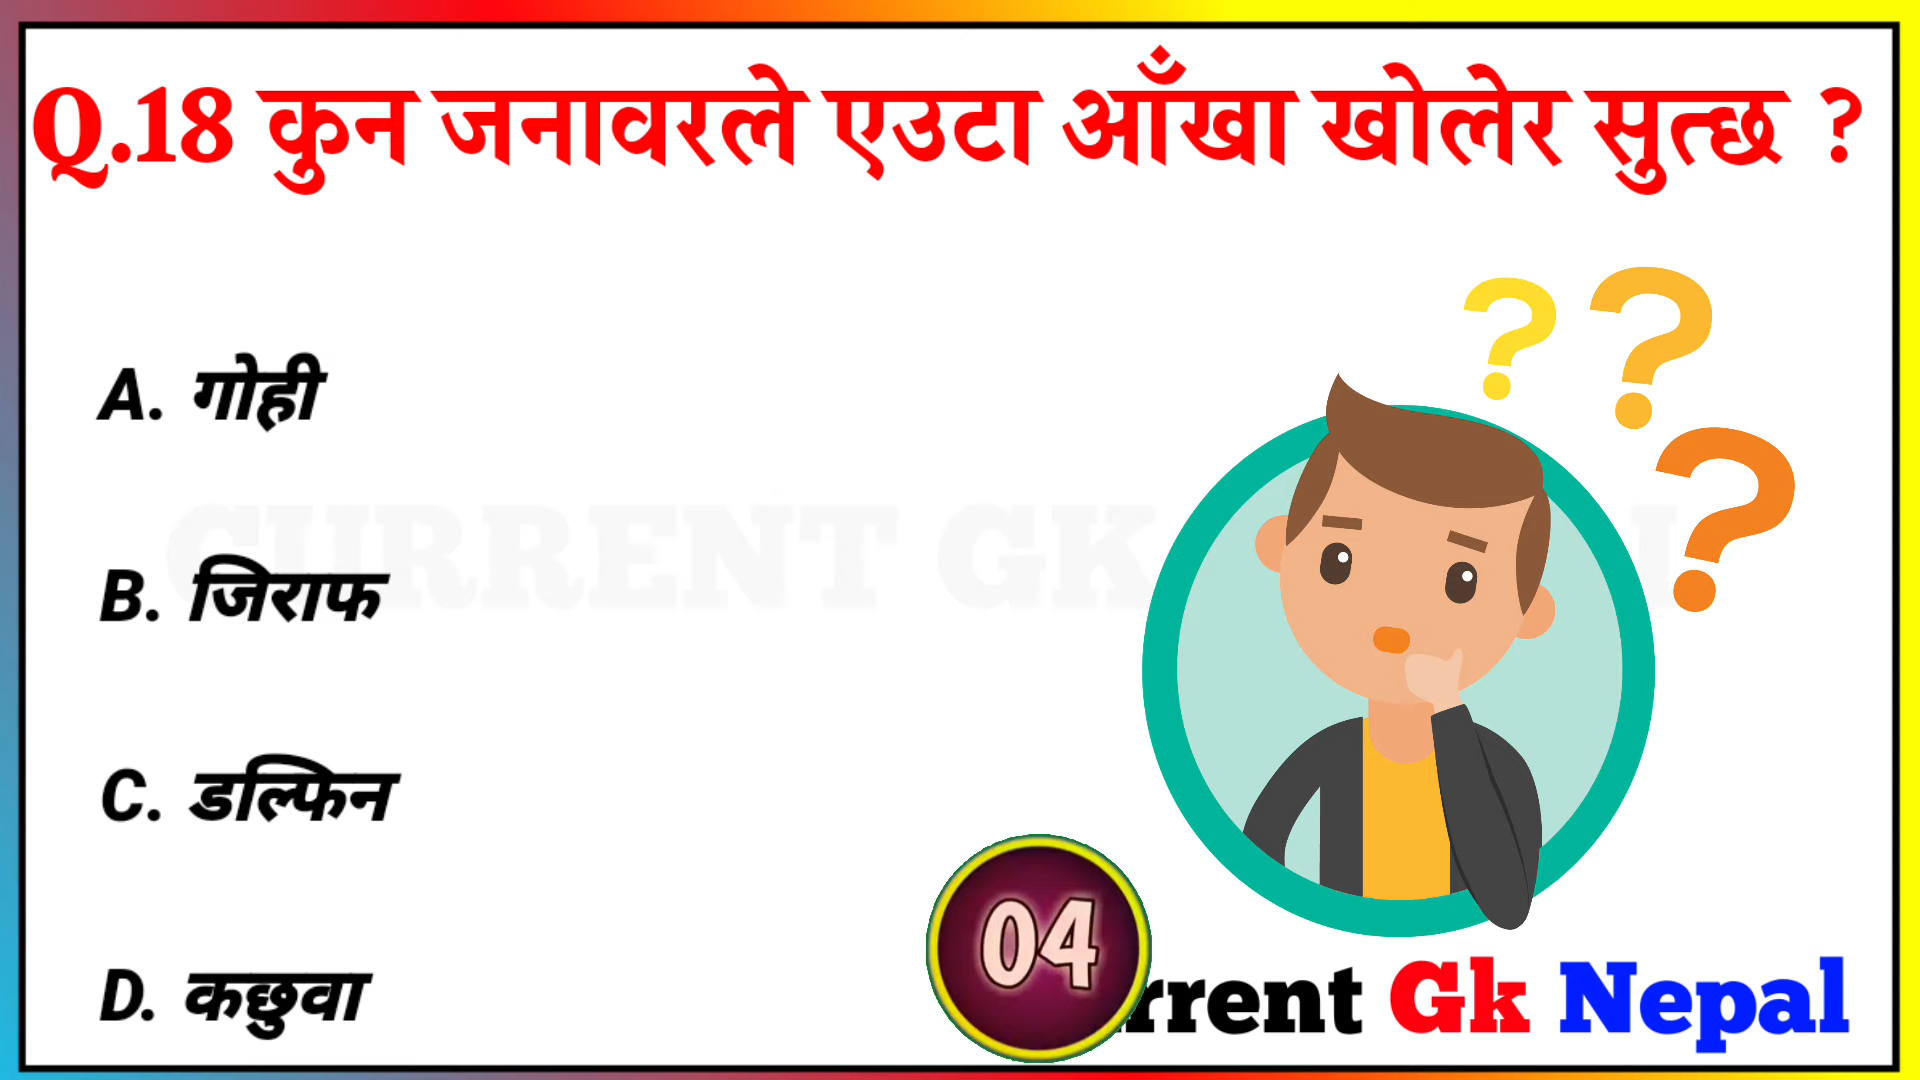 Q.18 कुन जनावरले एउटा आँखा खोलेर सुत्छ ?
A. गोही
CURRENT GK
B. जिराफ
C. डल्फिन
04
D. कछुवा
rrent Gk Nepal